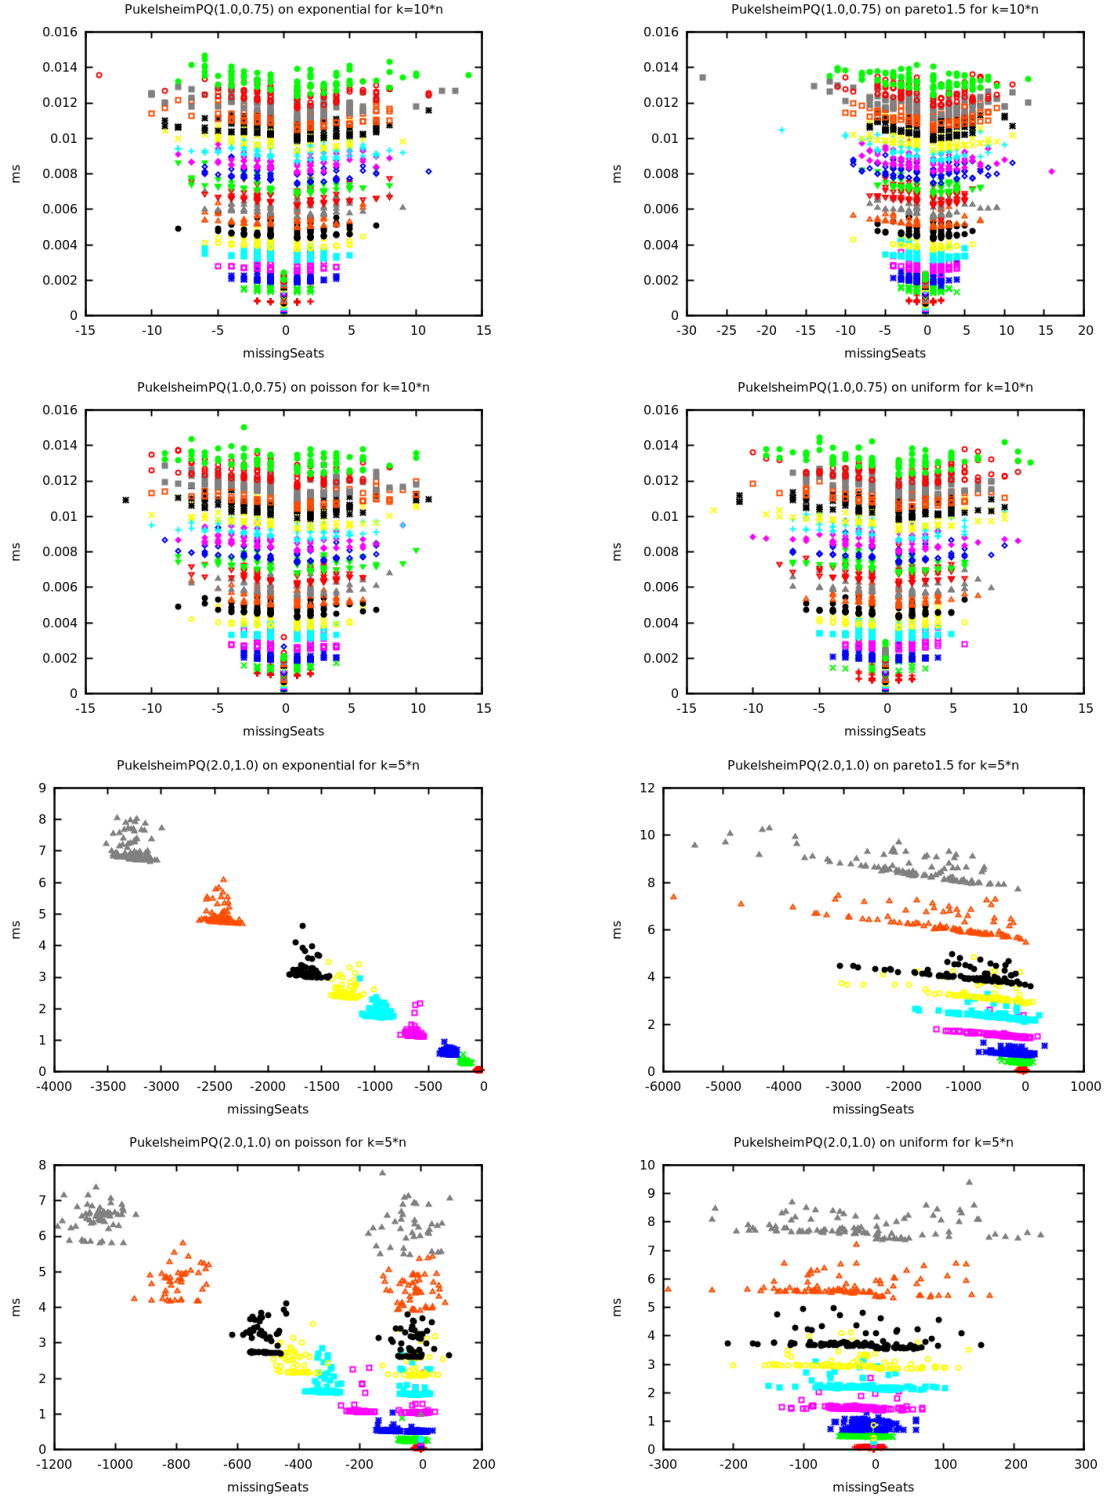 PukelsheimPQ(1.0,0.75) on exponential for k=10*n
0.016
0.014
0.012
0.01
0.008
0.006
0.004
0.002
0
ms
-15 -10 -5 0 5 10 15
missingSeats
PukelsheimPQ(1.0,0.75) on pareto1.5 for k=10*n
0.016
0.014
0.012
0.01
0.008
0.006
0.004
0.002
0
ms
-30 -25 -20 -15 -10 -5 0 5 10 15 20
missingSeats
PukelsheimPQ(1.0,0.75) on poisson for k=10*n
0.016
0.014
0.012
0.01
0.008
0.006
0.004
0.002
0
ms
-15 -10 -5 0 5 10 15
missingSeats
PukelsheimPQ(1.0,0.75) on uniform for k=10*n
0.016
0.014
0.012
0.01
0.008
0.006
0.004
0.002
0
ms
-15 -10 -5 0 5 10 15
missingSeats
PukelsheimPQ(2.0,1.0) on exponential for k=5*n
9
8
7
6
5
4
3
2
1
0
ms
-4000 -3500 -3000 -2500 -2000 -1500 -1000 -500 0
missingSeats
PukelsheimPQ(2.0,1.0) on pareto1.5 for k=5*n
12
10
8
6
4
2
0
ms
-6000 -5000 -4000 -3000 -2000 -1000 0 1000
missingSeats
PukelsheimPQ(2.0,1.0) on poisson for k=5*n
8
7
6
5
4
3
2
1
0
ms
-1200 -1000 -800 -600 -400 -200 0 200
missingSeats
PukelsheimPQ(2.0,1.0) on uniform for k=5*n
10
9
8
7
6
5
4
3
2
1
0
ms
-300 -200 -100 0 100 200 300
missingSeats